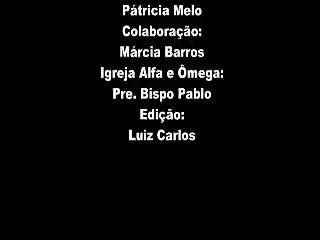 Pátricia Melo
Colaboração:
Márcia Barros
Igreja Alfa e Ômega:
Pre. Bispo Pablo
Edição:
Luiz Carlos